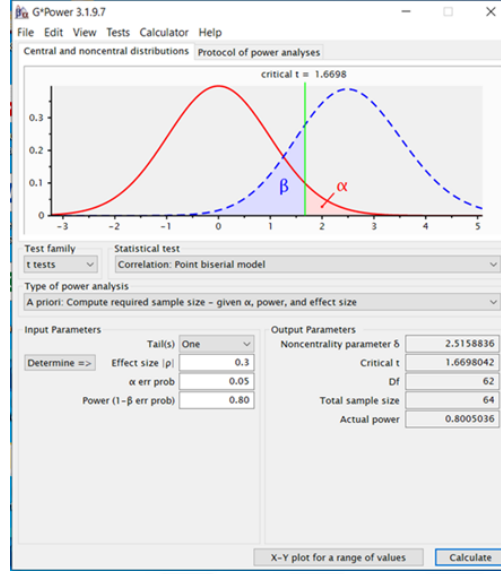 G*Power 3.1.9.7
File Edit View Tests Calculator Help
Central and noncentral distributions Protocol of power analyses
critical t = 1.6698
0.3
0.2
0.1
0
β
α
-3 -2 -1 0 1 2 3 4 5
Test family Statistical test
t tests Correlation: Point biserial model
Type of power analysis
A priori: Compute required sample size - given α, power, and effect size
Input Parameters Output Parameters
Tail(s) One Noncentrality parameter δ 2.5158836
Determine => Effect size |ρ| 0.3 Critical t 1.6698042
α err prob 0.05 Df 62
Power (1-β err prob) 0.80 Total sample size 64
Actual power 0.8005036
X-Y plot for a range of values Calculate